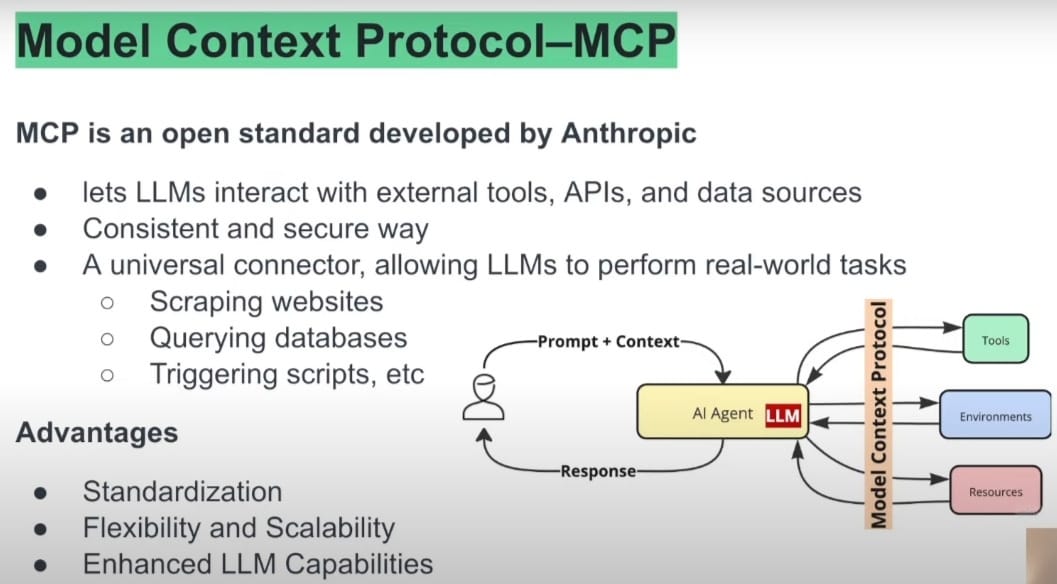 Model Context Protocol–MCP
MCP is an open standard developed by Anthropic
● lets LLMs interact with external tools, APIs, and data sources
● Consistent and secure way
● A universal connector, allowing LLMs to perform real-world tasks
○ Scraping websites
○ Querying databases
○ Triggering scripts, etc
Advantages
● Standardization
● Flexibility and Scalability
● Enhanced LLM Capabilities
Prompt + Context
AI Agent LLM
Response
Model Context Protocol
Tools
Environments
Resources